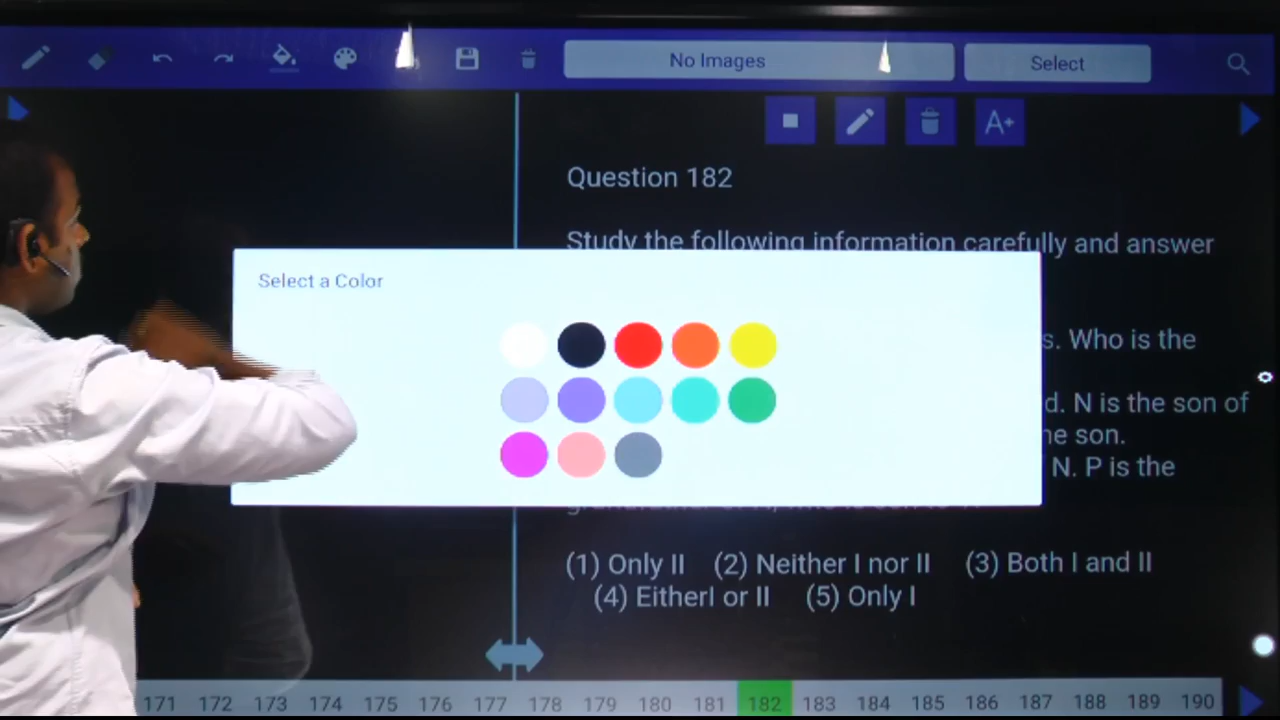 No Images
Select
A+
Question 182
Study the following information carefully and answer
Select a Color
s. Who is the
d. N is the son of
he son.
N. P is the
(1) Only II (2) Neither I nor II (3) Both I and II
(4) EitherI or II (5) Only I
171 172 173 174 175 176 177 178 179 180 181 182 183 184 185 186 187 188 189 190